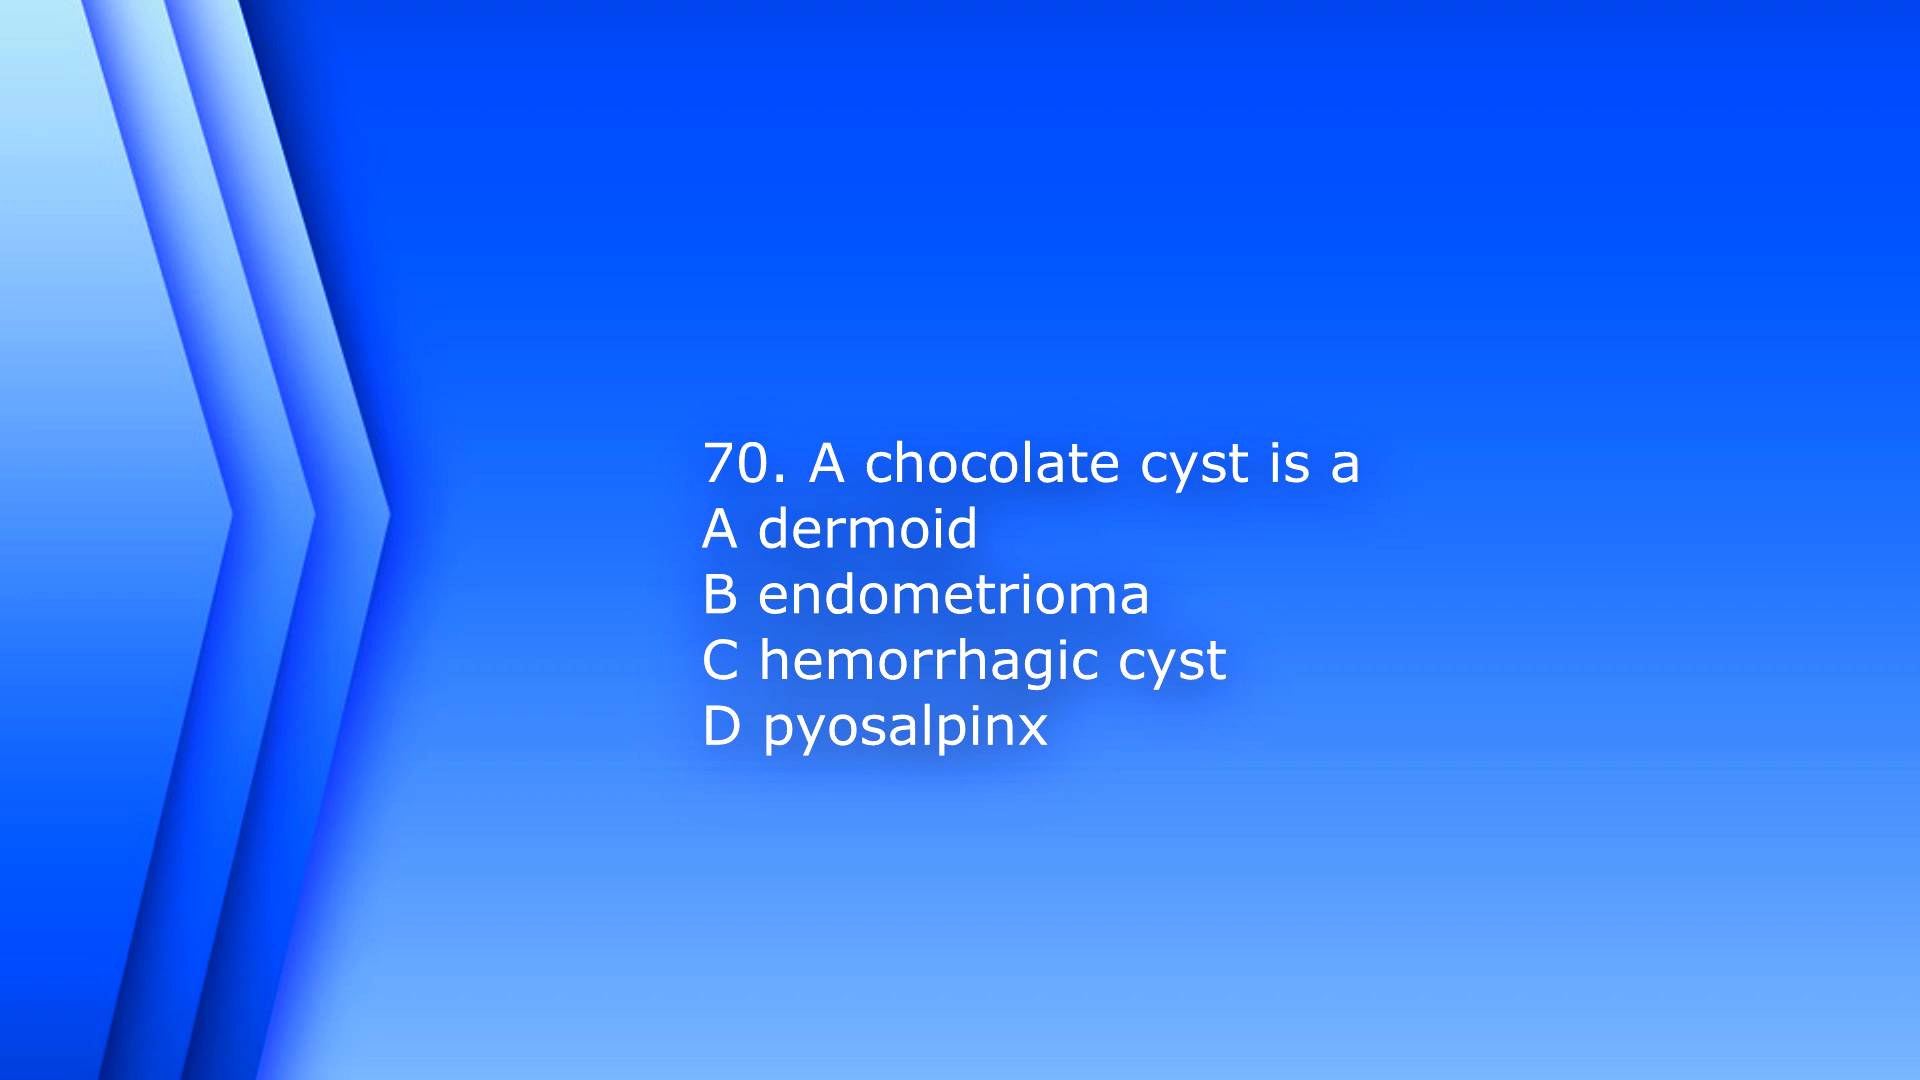 70. A chocolate cyst is a
A dermoid
B endometrioma
C hemorrhagic cyst
D pyosalpinx